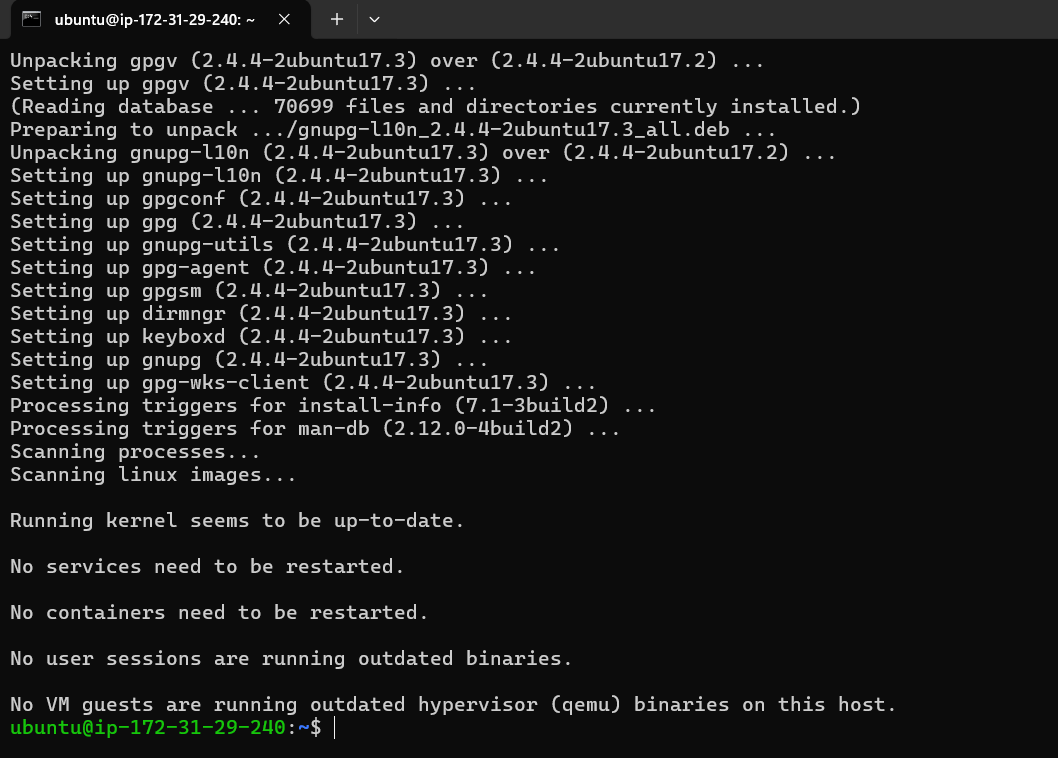 ubuntu@ip-172-31-29-240: ~
Unpacking gpgv (2.4.4-2ubuntu17.3) over (2.4.4-2ubuntu17.2) ...
Setting up gpgv (2.4.4-2ubuntu17.3) ...
(Reading database ... 70699 files and directories currently installed.)
Preparing to unpack .../gnupg-l10n_2.4.4-2ubuntu17.3_all.deb ...
Unpacking gnupg-l10n (2.4.4-2ubuntu17.3) over (2.4.4-2ubuntu17.2) ...
Setting up gnupg-l10n (2.4.4-2ubuntu17.3) ...
Setting up gpgconf (2.4.4-2ubuntu17.3) ...
Setting up gpg (2.4.4-2ubuntu17.3) ...
Setting up gnupg-utils (2.4.4-2ubuntu17.3) ...
Setting up gpg-agent (2.4.4-2ubuntu17.3) ...
Setting up gpgsm (2.4.4-2ubuntu17.3) ...
Setting up dirmngr (2.4.4-2ubuntu17.3) ...
Setting up keyboxd (2.4.4-2ubuntu17.3) ...
Setting up gnupg (2.4.4-2ubuntu17.3) ...
Setting up gpg-wks-client (2.4.4-2ubuntu17.3) ...
Processing triggers for install-info (7.1-3build2) ...
Processing triggers for man-db (2.12.0-4build2) ...
Scanning processes...
Scanning linux images...
Running kernel seems to be up-to-date.
No services need to be restarted.
No containers need to be restarted.
No user sessions are running outdated binaries.
No VM guests are running outdated hypervisor (qemu) binaries on this host.
ubuntu@ip-172-31-29-240:~$